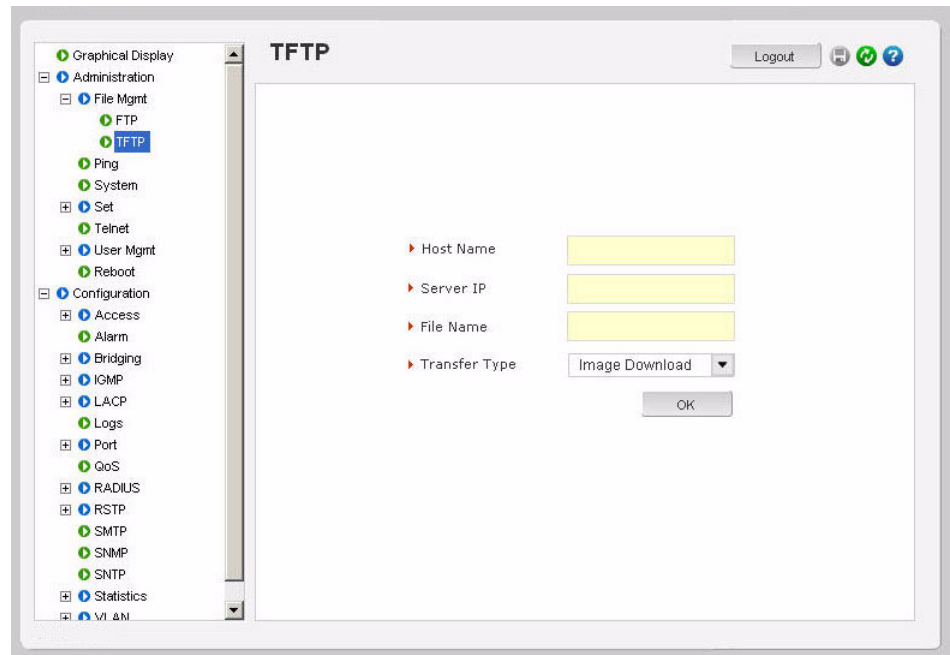 TFTP
Logout
Graphical Display
Administration
File Mgmt
FTP
TFTP
Ping
System
Set
Telnet
User Mgmt
Reboot
Configuration
Access
Alarm
Bridging
IGMP
LACP
Logs
Port
QoS
RADIUS
RSTP
SMTP
SNMP
SNTP
Statistics
VLAN
Host Name
Server IP
File Name
Transfer Type
Image Download
OK